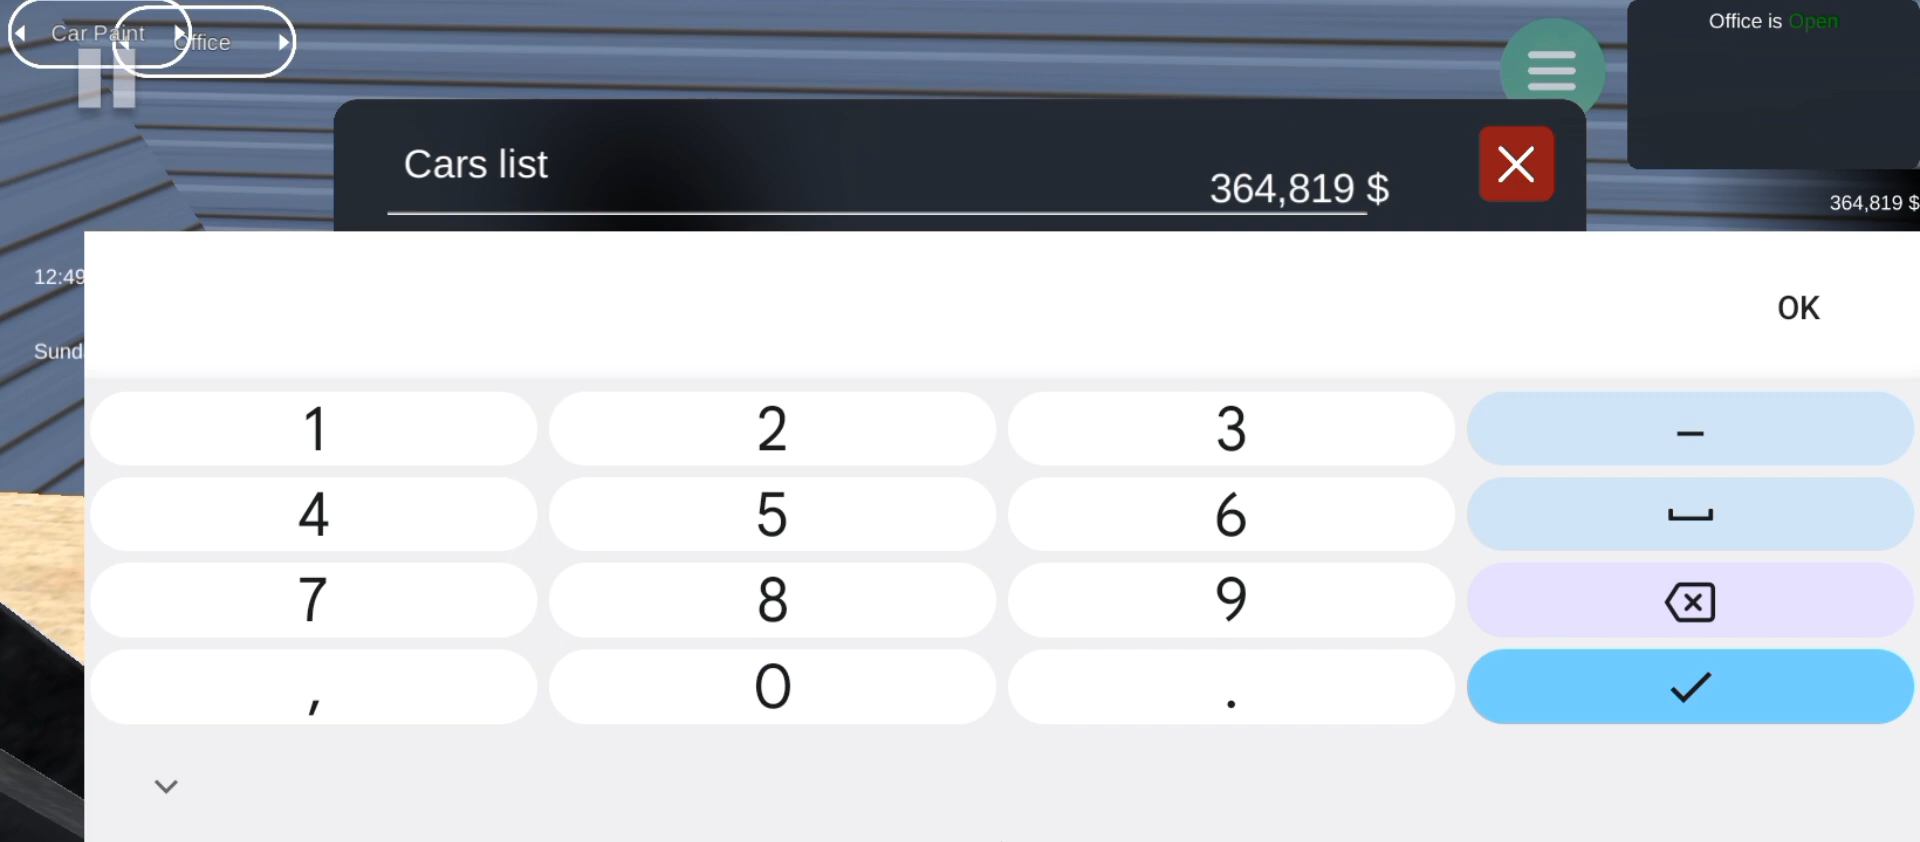 Car Paint
Office
Office is Open
Cars list
364,819 $
364,819 $
12:49
Sund
OK
1 2 3 –
4 5 6
7 8 9
, 0 .